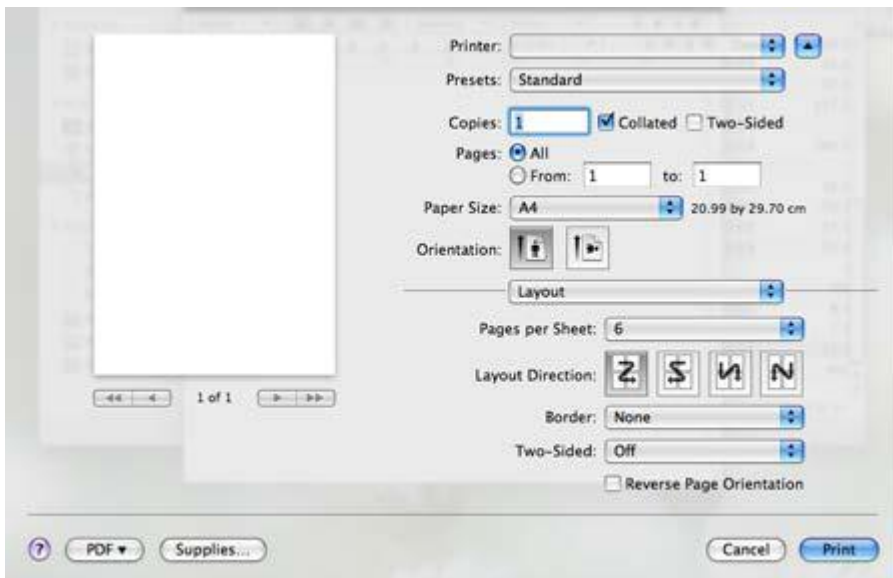 Printer:
Presets: Standard
Copies: 1 Collated Two-Sided
Pages: All
From: 1 to: 1
Paper Size: A4 20.99 by 29.70 cm
Orientation:
Layout
Pages per Sheet: 6
Layout Direction:
1 of 1
Border: None
Two-Sided: Off
Reverse Page Orientation
? PDF Supplies... Cancel Print